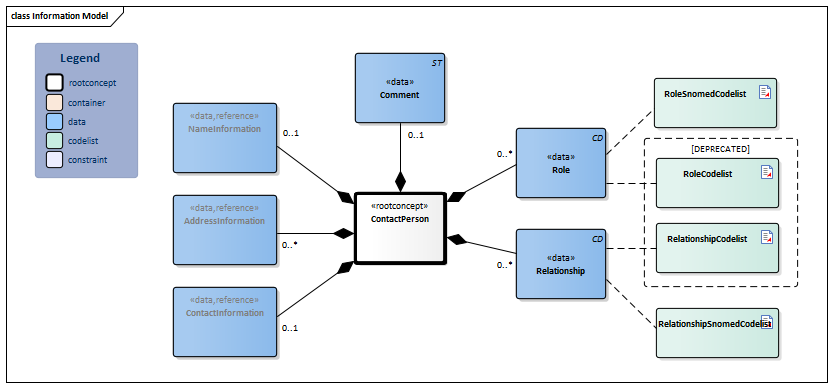 class Information Model
Legend
rootconcept
container
data
codelist
constraint
ST
«data»
Comment
0..1
«data,reference»
NameInformation
0..1
«data,reference»
AddressInformation
0..*
«data,reference»
ContactInformation
0..1
«rootconcept»
ContactPerson
CD
«data»
Role
0..*
CD
«data»
Relationship
0..*
RoleSnomedCodelist
[DEPRECATED]
RoleCodelist
RelationshipCodelist
RelationshipSnomedCodelist